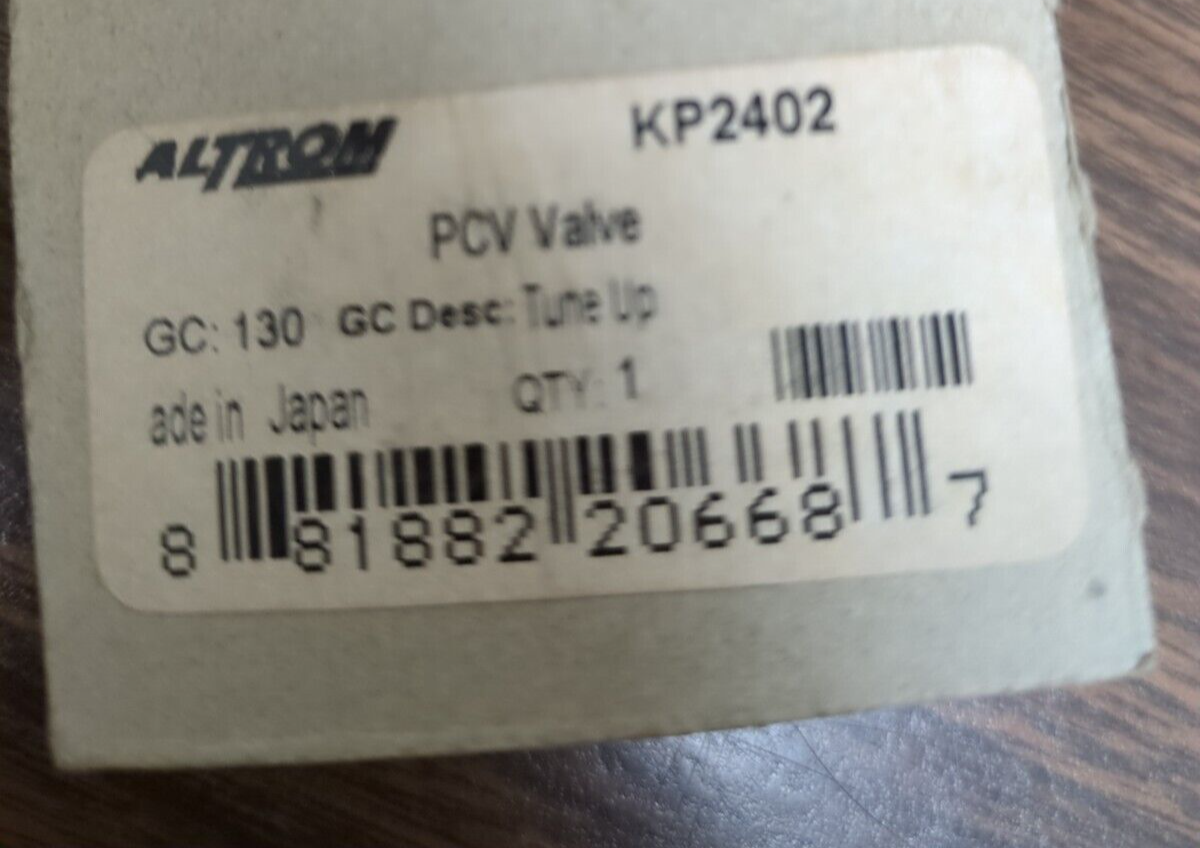 ALTROM KP2402
PCV Valve
GC: 130 GC Desc: Tune Up
ade in Japan QTY: 1
8 81882 20668 7